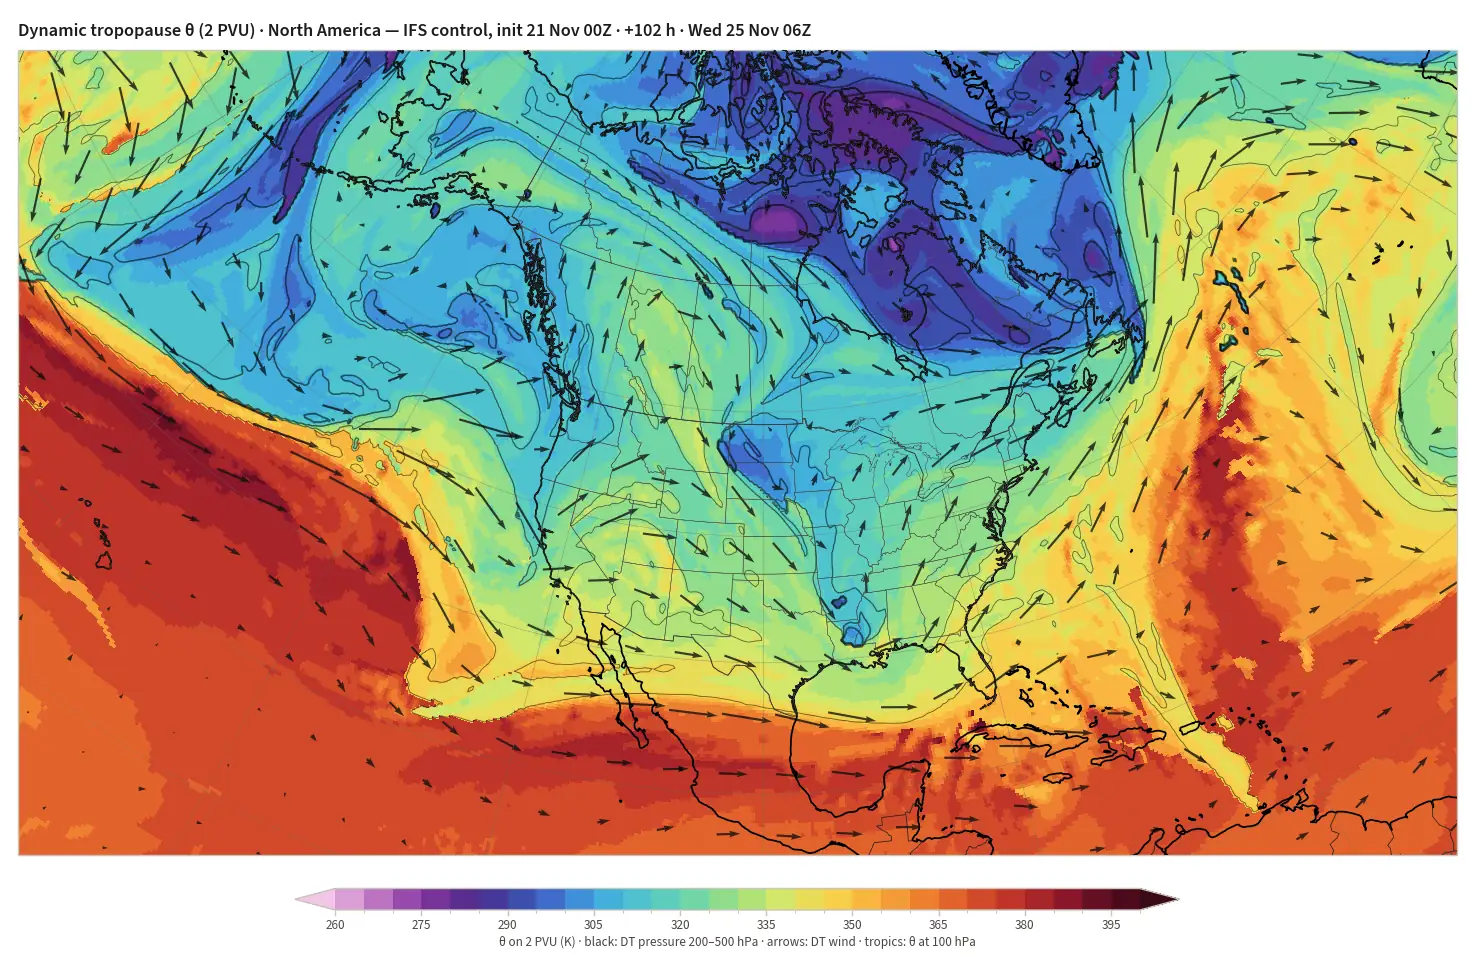 Dynamic tropopause θ (2 PVU) · North America — IFS control, init 21 Nov 00Z · +102 h · Wed 25 Nov 06Z
260 275 290 305 320 335 350 365 380 395
θ on 2 PVU (K) · black: DT pressure 200–500 hPa · arrows: DT wind · tropics: θ at 100 hPa